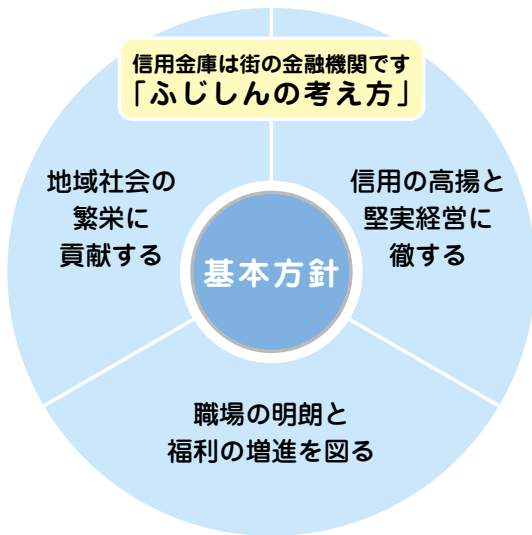 信用金庫は街の金融機関です
「ふじしんの考え方」
地域社会の
繁栄に
貢献する
信用の高揚と
堅実経営に
徹する
基本方針
職場の明朗と
福利の増進を図る